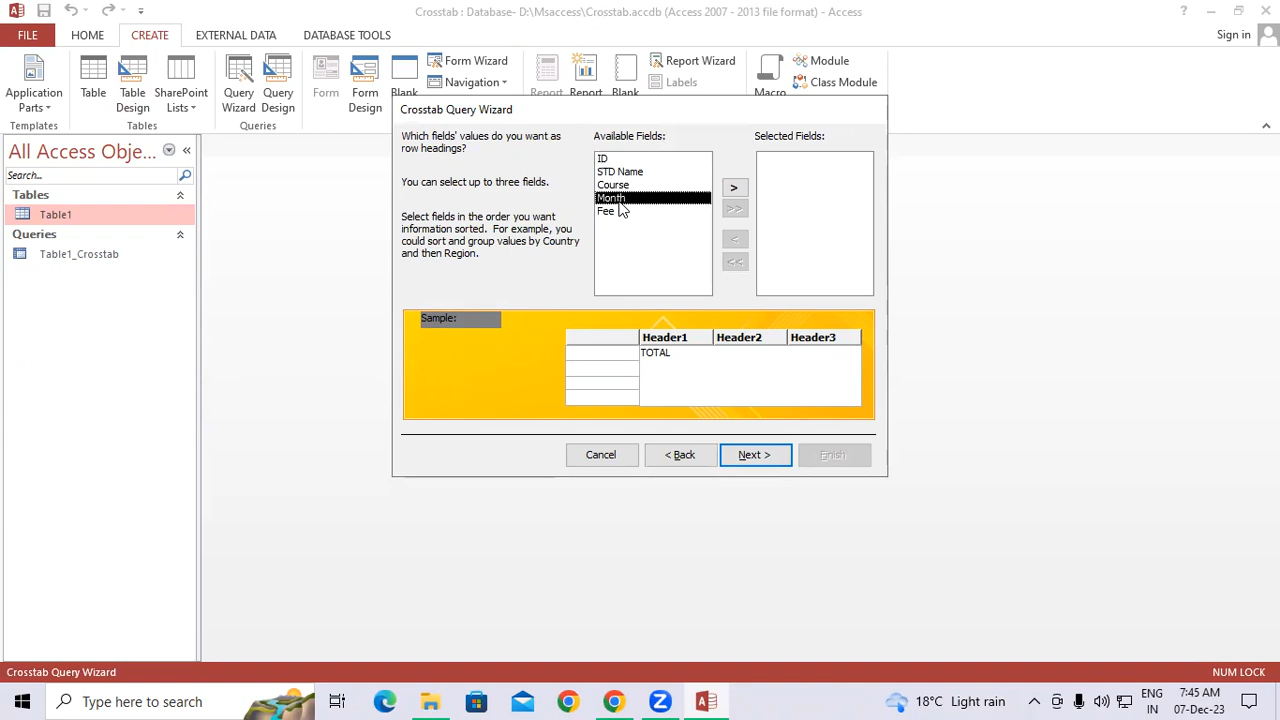 Crosstab : Database- D:\Msaccess\Crosstab.accdb (Access 2007 - 2013 file format) - Access
FILE HOME CREATE EXTERNAL DATA DATABASE TOOLS Sign in
Application Parts Table Table Design SharePoint Lists Query Wizard Query Design Form Form Design Blank Form Wizard Navigation Report Report Blank Report Wizard Labels Macro Module Class Module
Templates Tables Queries
All Access Obje...
Search...
Tables
Table1
Queries
Table1_Crosstab
Crosstab Query Wizard
Which fields' values do you want as
row headings?
You can select up to three fields.
Select fields in the order you want
information sorted. For example, you
could sort and group values by Country
and then Region.
Available Fields:
ID
STD Name
Course
Month
Fee
>
>>
<
<<
Selected Fields:
Sample:
Header1 Header2 Header3
TOTAL
Cancel < Back Next > Finish
Crosstab Query Wizard NUM LOCK
Type here to search
18°C Light rain
ENG
IN
7:45 AM
07-Dec-23